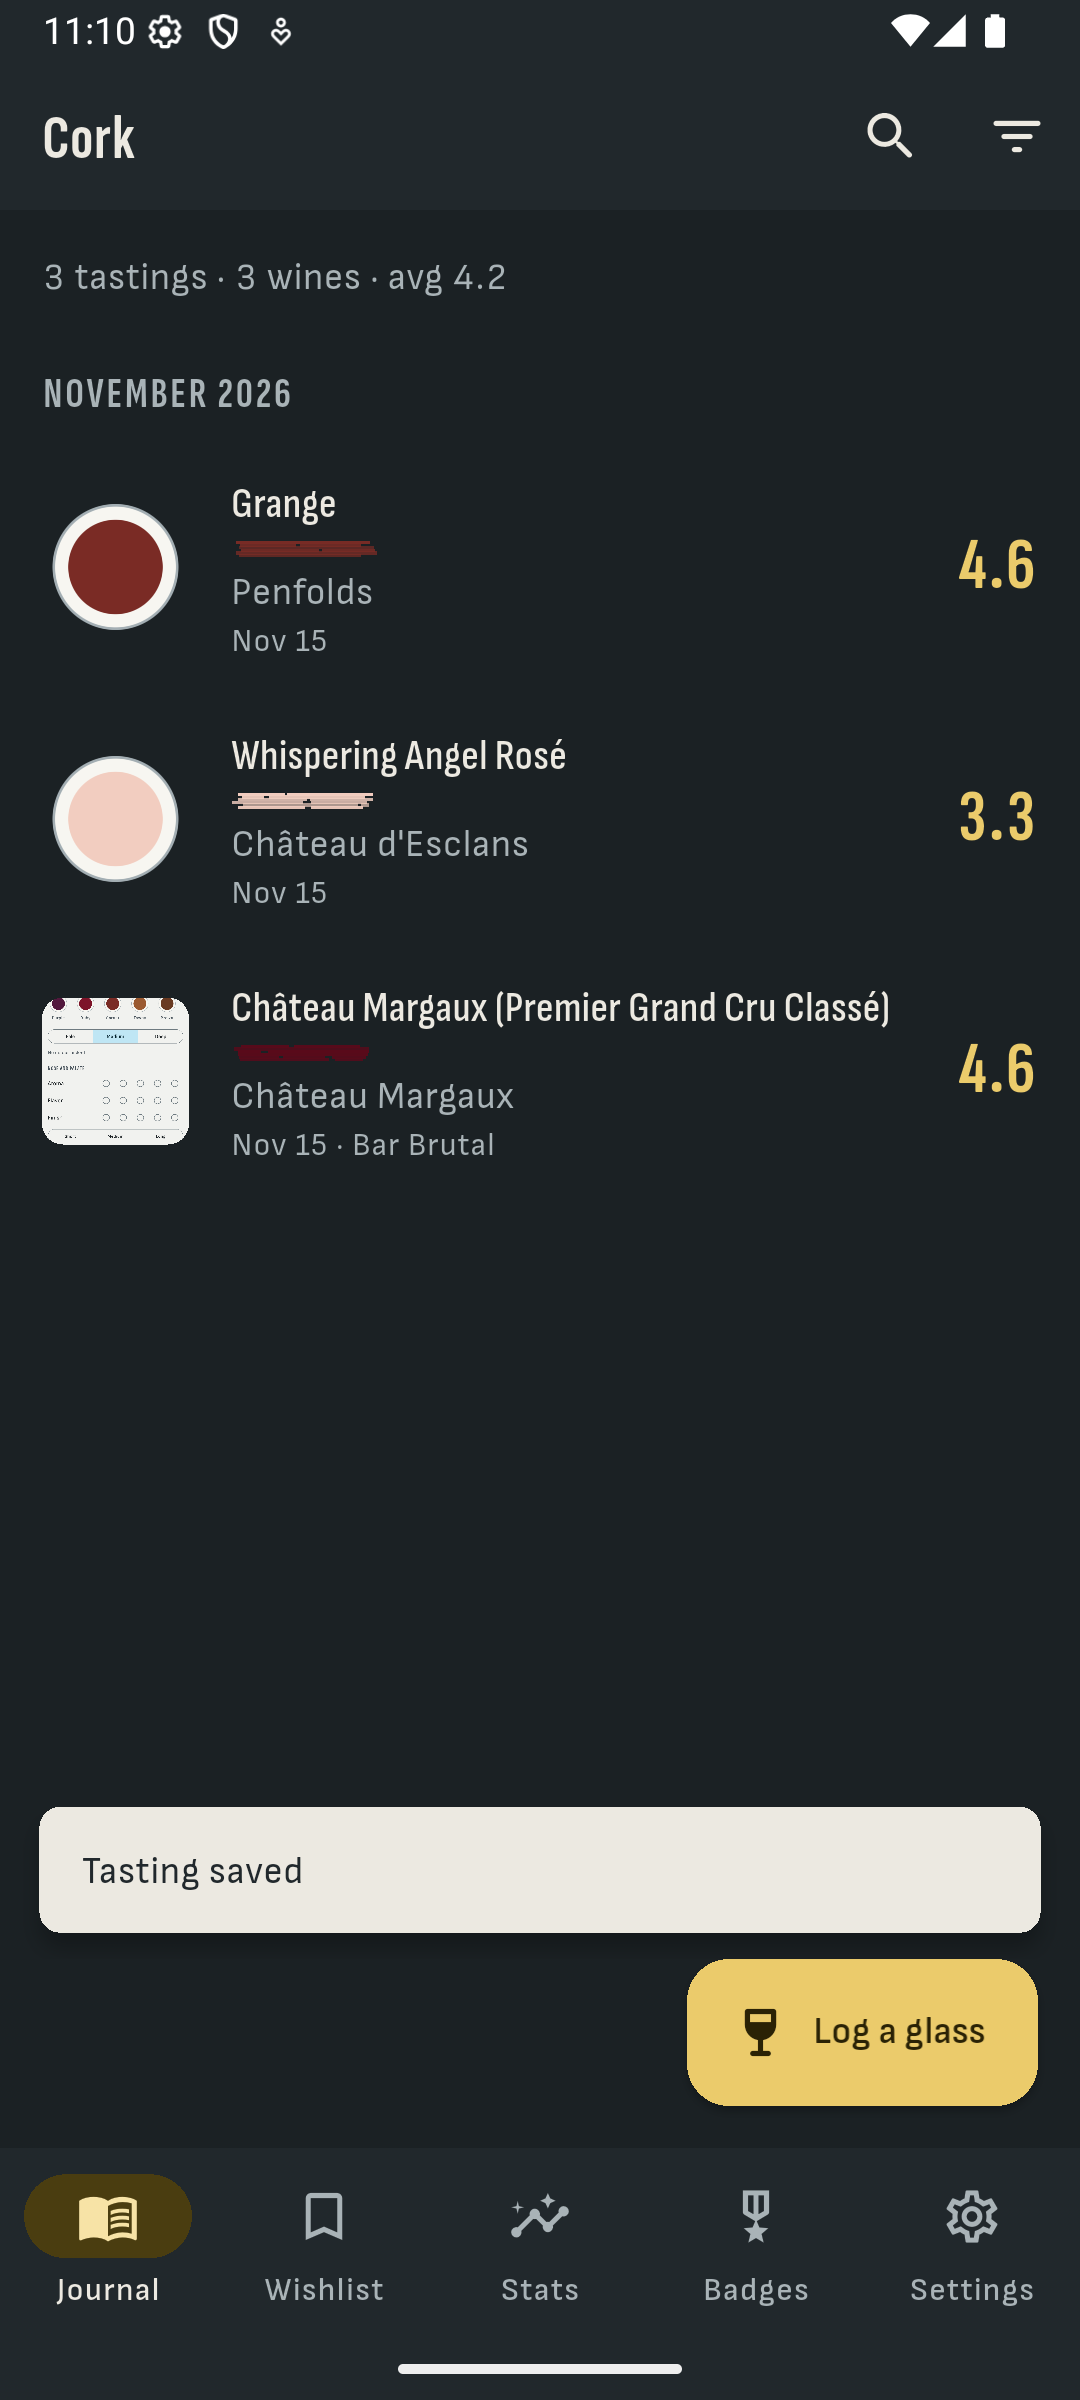 11:10
Cork
3 tastings · 3 wines · avg 4.2
NOVEMBER 2026
Grange
Penfolds
Nov 15
4.6
Whispering Angel Rosé
Château d'Esclans
Nov 15
3.3
Château Margaux (Premier Grand Cru Classé)
Château Margaux
Nov 15 · Bar Brutal
4.6
Tasting saved
Log a glass
Journal
Wishlist
Stats
Badges
Settings